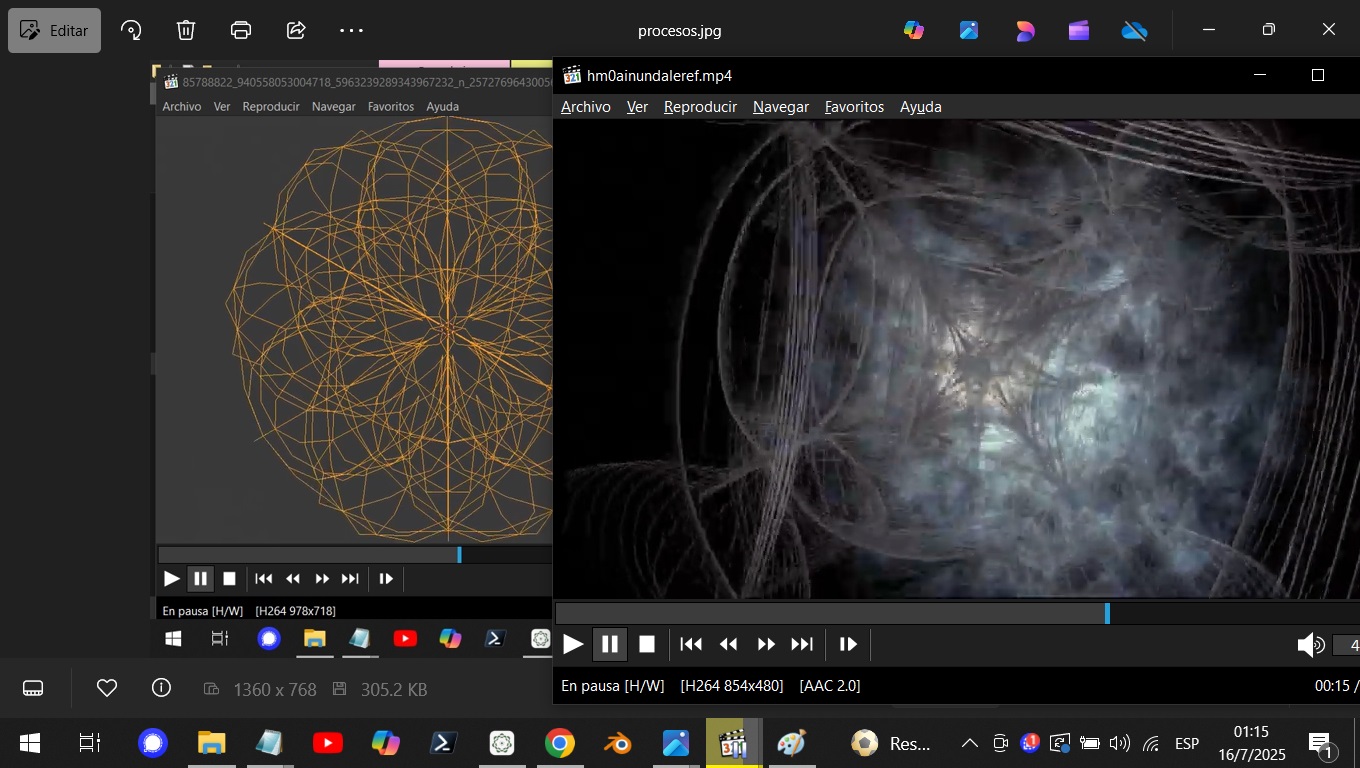 Editar
procesos.jpg
85788822_940558053004718_5963239289343967232_n_2572769643005
Archivo Ver Reproducir Navegar Favoritos Ayuda
hm0ainundaleref.mp4
Archivo Ver Reproducir Navegar Favoritos Ayuda
En pausa [H/W] [H264 978x718]
1360 x 768 305.2 KB
4
En pausa [H/W] [H264 854x480] [AAC 2.0] 00:15 /
Res...
1
ESP
01:15
16/7/2025
1